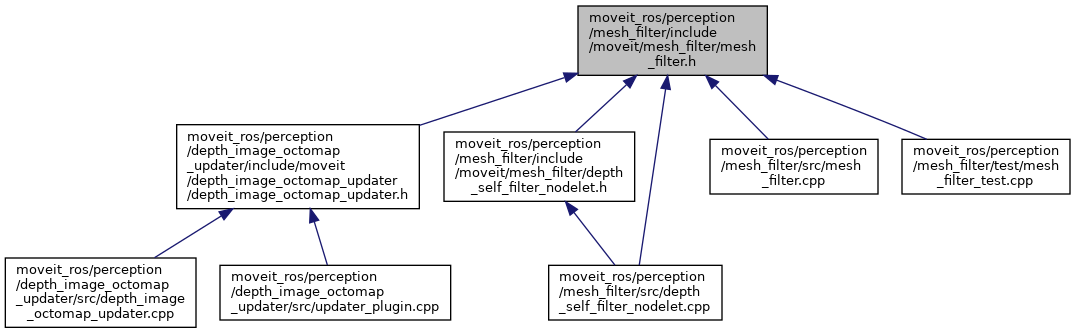 moveit_ros/perception
/mesh_filter/include
/moveit/mesh_filter/mesh
_filter.h
moveit_ros/perception
/depth_image_octomap
_updater/include/moveit
/depth_image_octomap_updater
/depth_image_octomap_updater.h
moveit_ros/perception
/mesh_filter/include
/moveit/mesh_filter/depth
_self_filter_nodelet.h
moveit_ros/perception
/mesh_filter/src/mesh
_filter.cpp
moveit_ros/perception
/mesh_filter/test/mesh
_filter_test.cpp
moveit_ros/perception
/depth_image_octomap
_updater/src/depth_image
_octomap_updater.cpp
moveit_ros/perception
/depth_image_octomap
_updater/src/updater_plugin.cpp
moveit_ros/perception
/mesh_filter/src/depth
_self_filter_nodelet.cpp